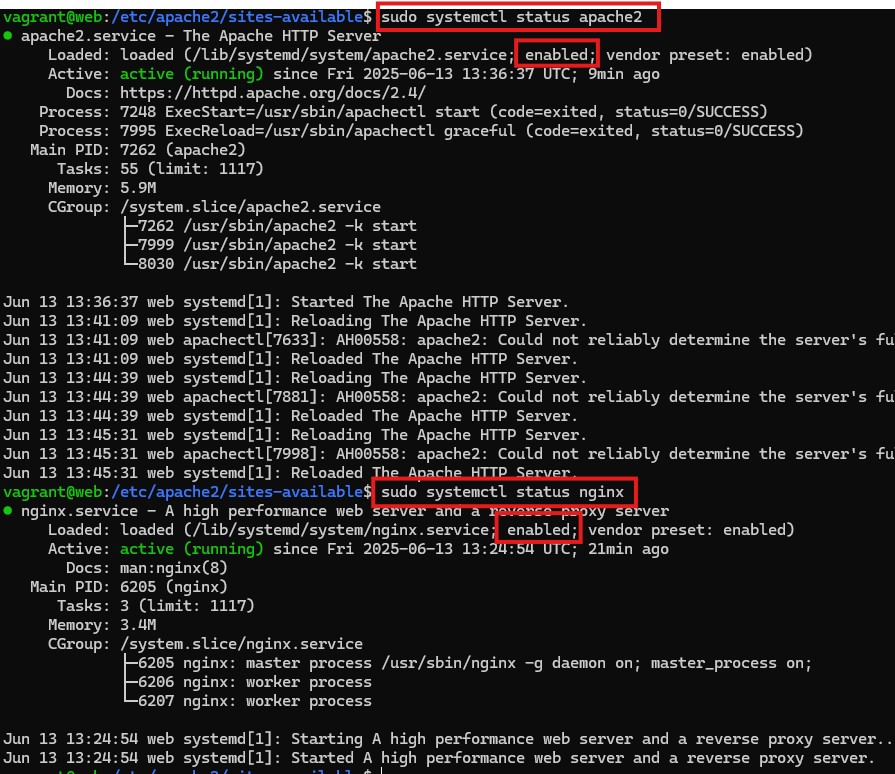 vagrant@web:/etc/apache2/sites-available$ sudo systemctl status apache2
● apache2.service - The Apache HTTP Server
Loaded: loaded (/lib/systemd/system/apache2.service; enabled; vendor preset: enabled)
Active: active (running) since Fri 2025-06-13 13:36:37 UTC; 9min ago
Docs: https://httpd.apache.org/docs/2.4/
Process: 7248 ExecStart=/usr/sbin/apachectl start (code=exited, status=0/SUCCESS)
Process: 7995 ExecReload=/usr/sbin/apachectl graceful (code=exited, status=0/SUCCESS)
Main PID: 7262 (apache2)
Tasks: 55 (limit: 1117)
Memory: 5.9M
CGroup: /system.slice/apache2.service
├─7262 /usr/sbin/apache2 -k start
├─7999 /usr/sbin/apache2 -k start
└─8030 /usr/sbin/apache2 -k start
Jun 13 13:36:37 web systemd[1]: Started The Apache HTTP Server.
Jun 13 13:41:09 web systemd[1]: Reloading The Apache HTTP Server.
Jun 13 13:41:09 web apachectl[7633]: AH00558: apache2: Could not reliably determine the server's fu
Jun 13 13:41:09 web systemd[1]: Reloaded The Apache HTTP Server.
Jun 13 13:44:39 web systemd[1]: Reloading The Apache HTTP Server.
Jun 13 13:44:39 web apachectl[7881]: AH00558: apache2: Could not reliably determine the server's fu
Jun 13 13:44:39 web systemd[1]: Reloaded The Apache HTTP Server.
Jun 13 13:45:31 web systemd[1]: Reloading The Apache HTTP Server.
Jun 13 13:45:31 web apachectl[7998]: AH00558: apache2: Could not reliably determine the server's fu
Jun 13 13:45:31 web systemd[1]: Reloaded The Apache HTTP Server.
vagrant@web:/etc/apache2/sites-available$ sudo systemctl status nginx
● nginx.service - A high performance web server and a reverse proxy server
Loaded: loaded (/lib/systemd/system/nginx.service; enabled; vendor preset: enabled)
Active: active (running) since Fri 2025-06-13 13:24:54 UTC; 21min ago
Docs: man:nginx(8)
Main PID: 6205 (nginx)
Tasks: 3 (limit: 1117)
Memory: 3.4M
CGroup: /system.slice/nginx.service
├─6205 nginx: master process /usr/sbin/nginx -g daemon on; master_process on;
├─6206 nginx: worker process
└─6207 nginx: worker process
Jun 13 13:24:54 web systemd[1]: Starting A high performance web server and a reverse proxy server..
Jun 13 13:24:54 web systemd[1]: Started A high performance web server and a reverse proxy server.
vagrant@web:/etc/apache2/sites-available$